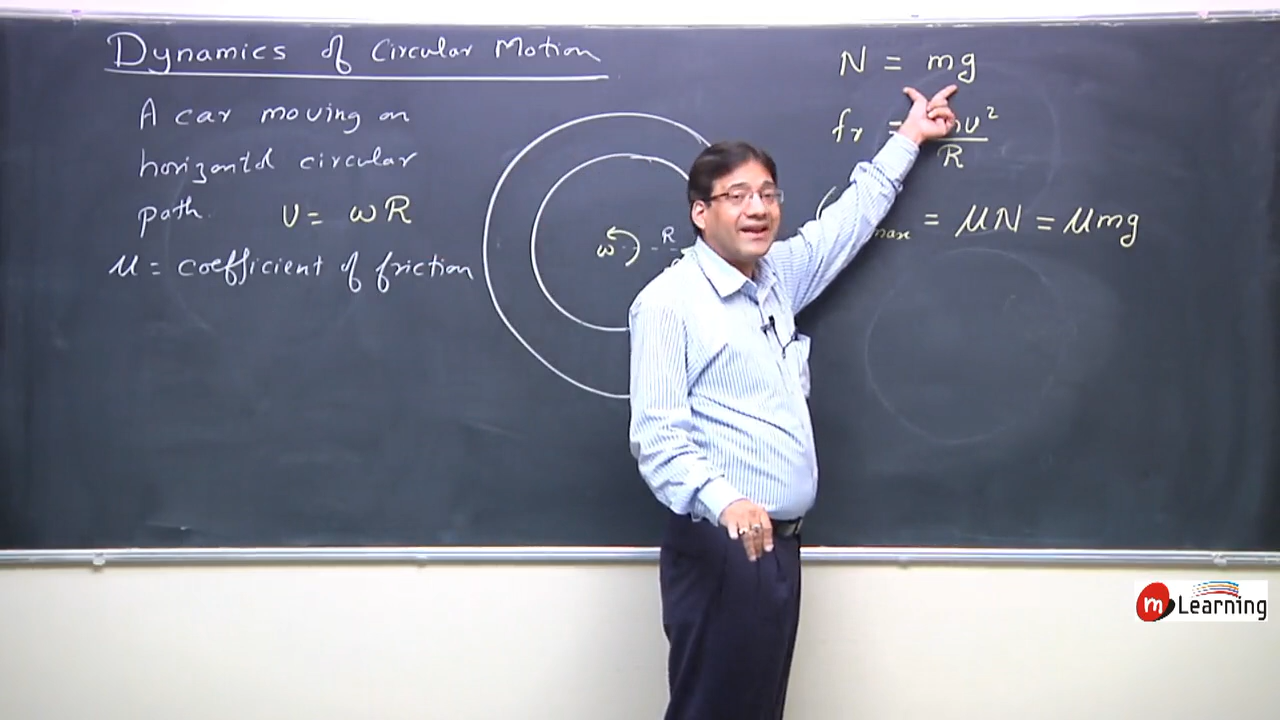 Dynamics of Circular Motion
A car moving on
horizontal circular
path.
v = ωR
μ = coefficient of friction
ω
R
N = mg
fr = mv²
R
max = μN = μmg
m Learning